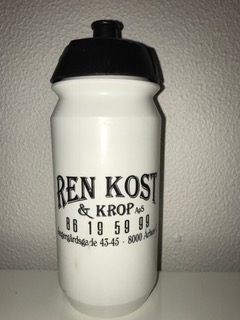 REN KOST
& KROP ApS
86 19 59 99
43-45 - 8000